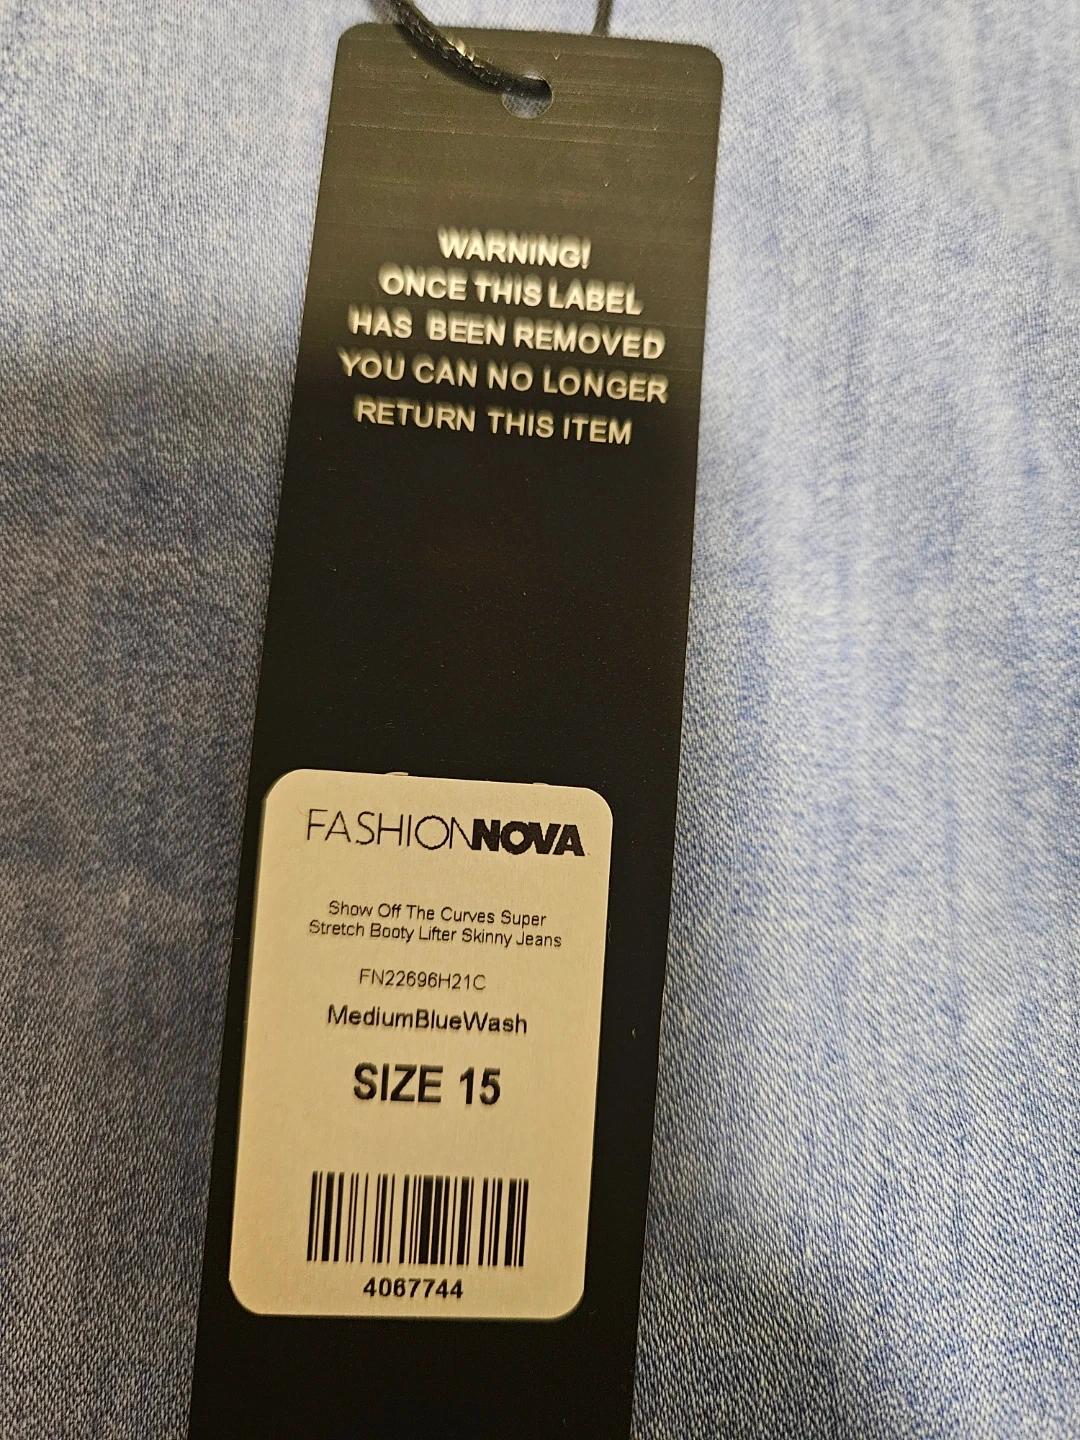 WARNING!
ONCE THIS LABEL
HAS BEEN REMOVED
YOU CAN NO LONGER
RETURN THIS ITEM
FASHIONNOVA
Show Off The Curves Super
Stretch Booty Lifter Skinny Jeans
FN22696H21C
MediumBlueWash
SIZE 15
4067744